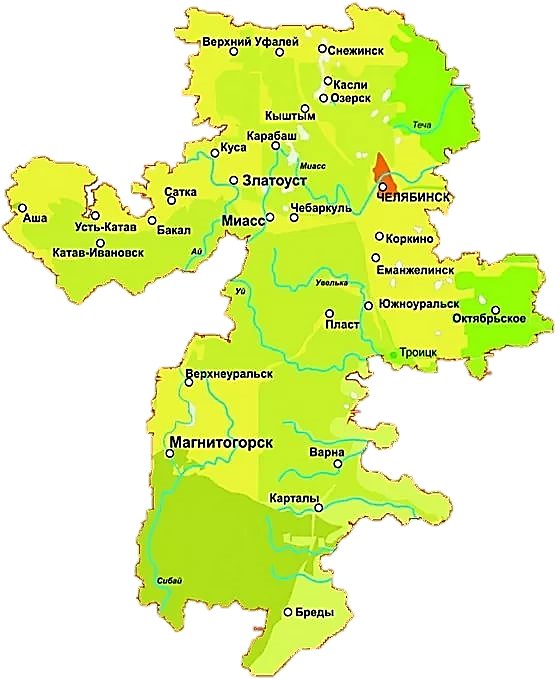 Верхний Уфалей
Снежинск
Касли
Озерск
Кыштым
Теча
Карабаш
Куса
Миасс
Златоуст
Сатка
ЧЕЛЯБИНСК
Аша
Чебаркуль
Миасс
Усть-Катав
Бакал
Коркино
Катав-Ивановск
Ай
Еманжелинск
Увелька
Уй
Южноуральск
Октябрьское
Пласт
Троицк
Верхнеуральск
Магнитогорск
Варна
Карталы
Сибай
Бреды